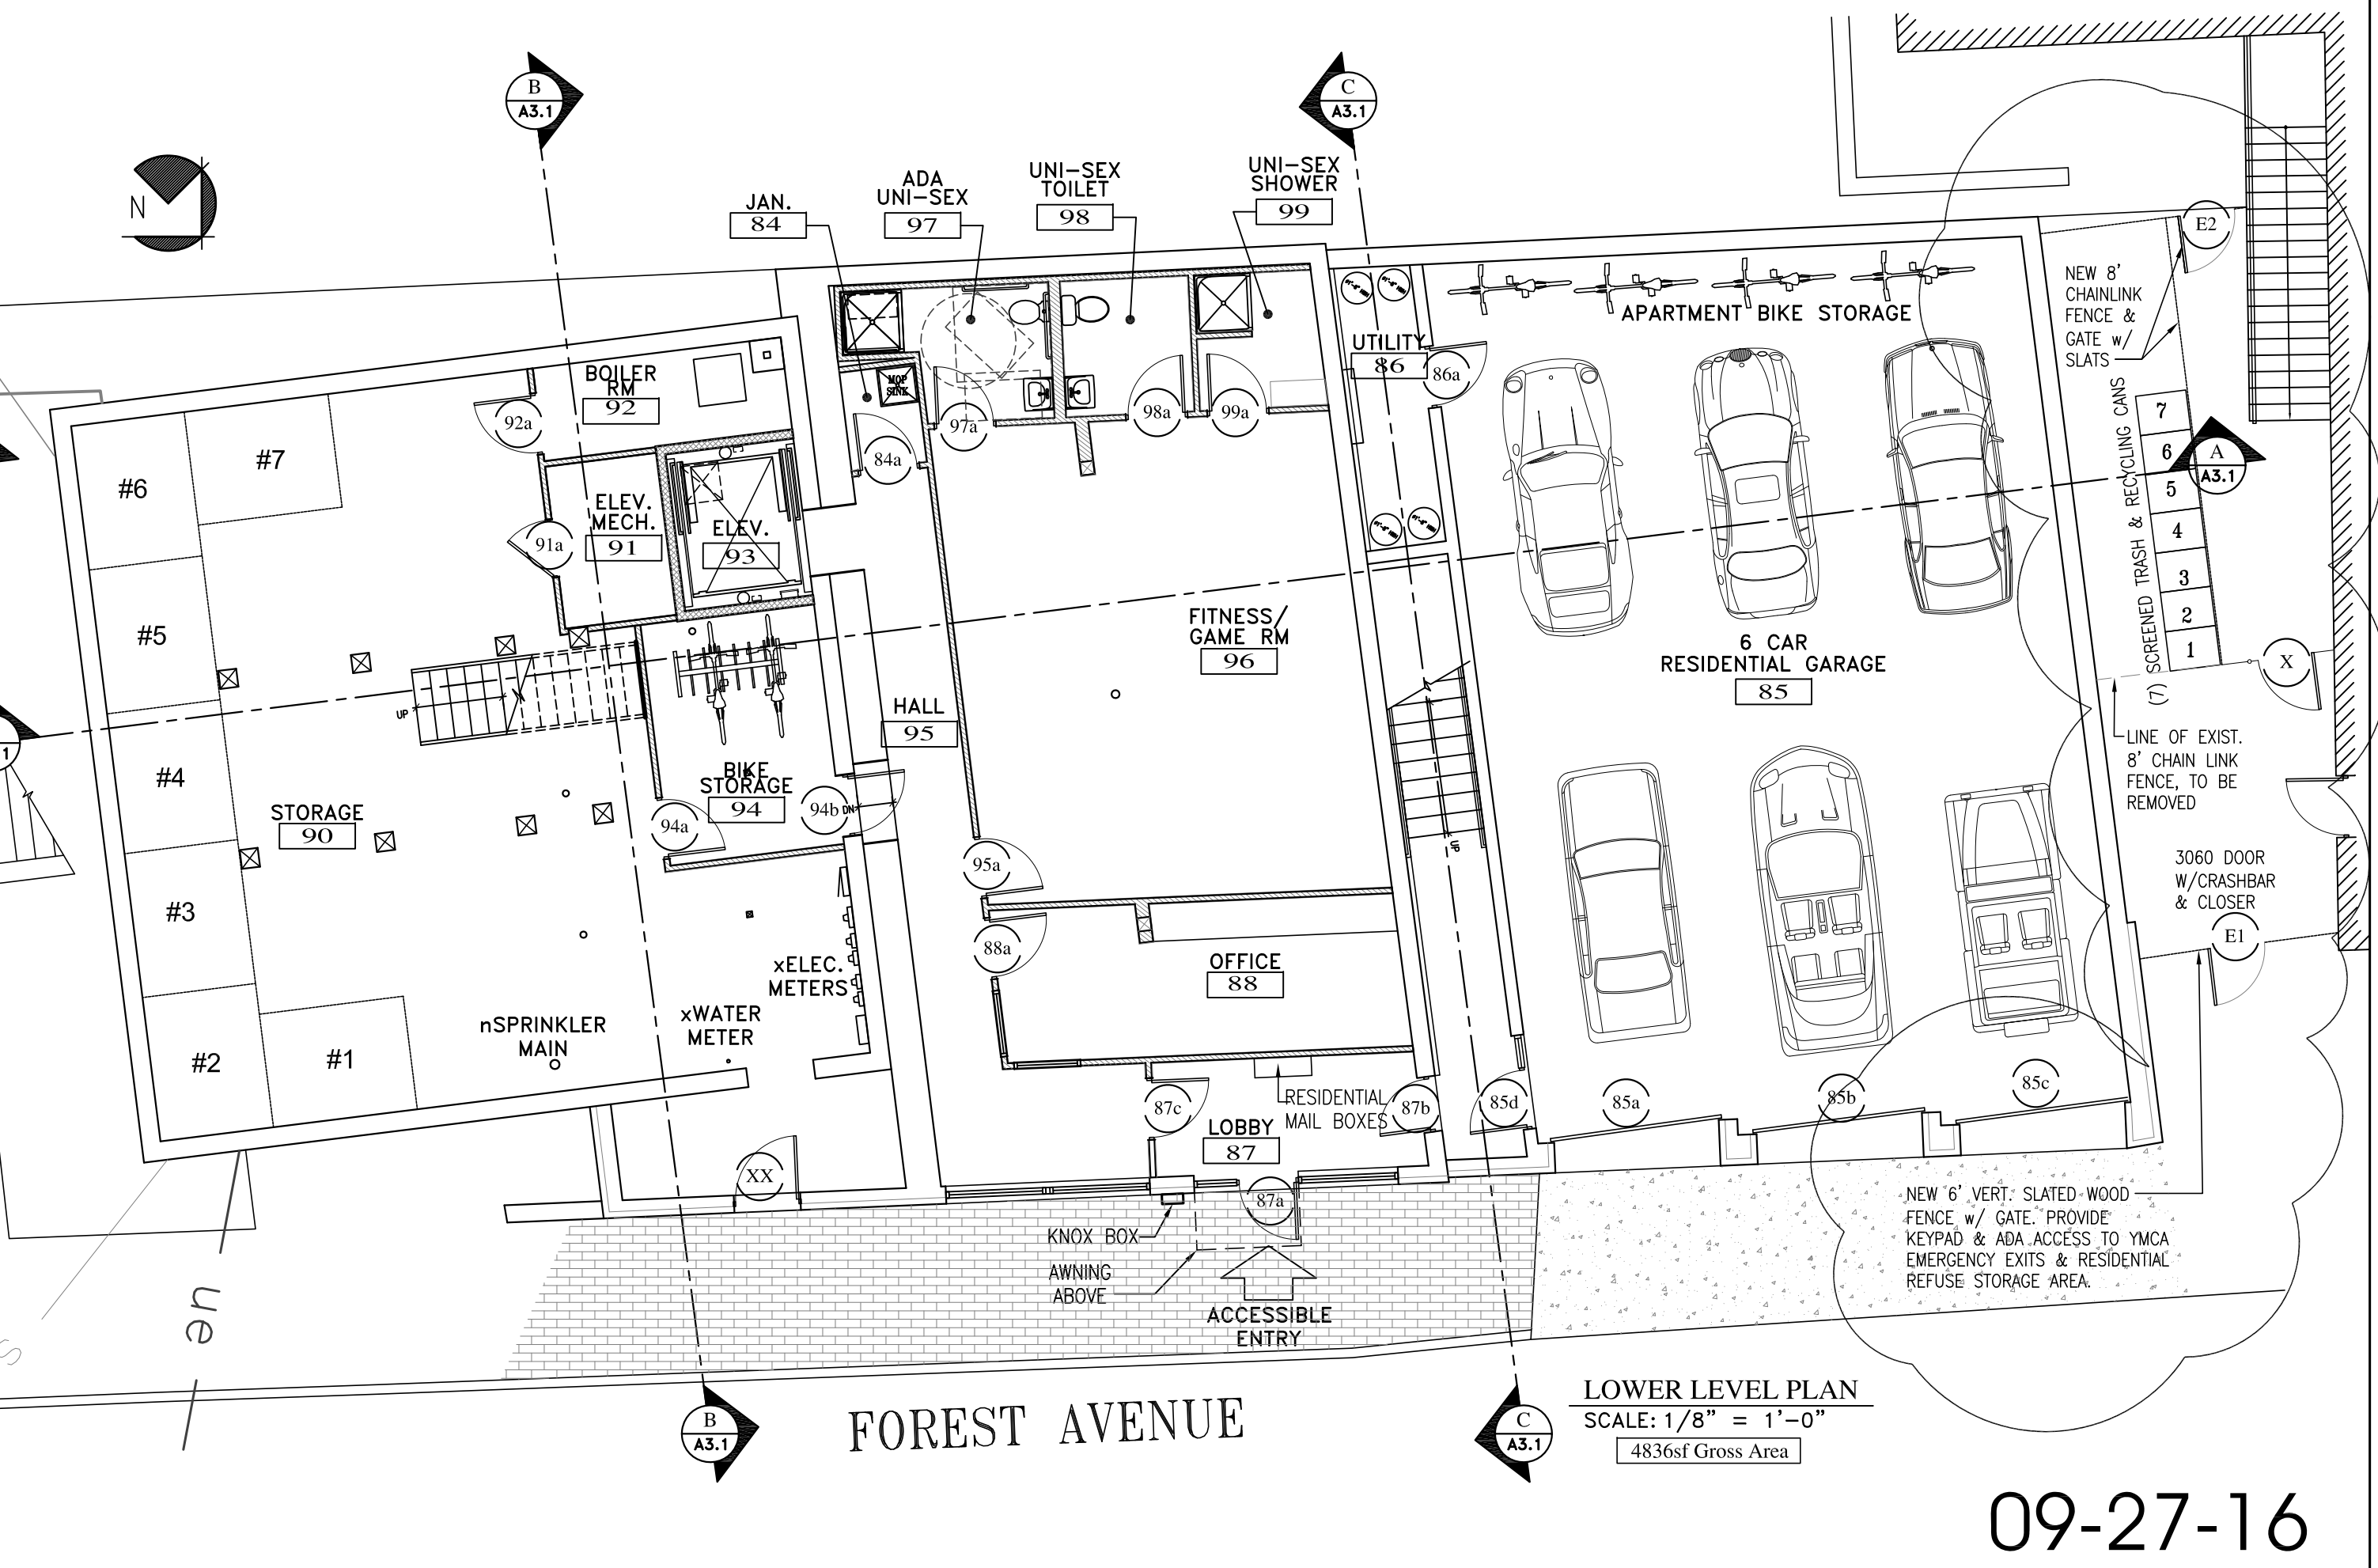 B
A3.1
C
A3.1
N
JAN.
84
ADA
UNI-SEX
97
UNI-SEX
TOILET
98
UNI-SEX
SHOWER
99
E2
NEW 8'
CHAINLINK
FENCE &
GATE w/
SLATS
APARTMENT BIKE STORAGE
UTILITY
86
86a
BOILER
RM
92
92a
MOP
SINK
84a
97a
98a
99a
#6
#7
ELEV.
MECH.
91
91a
ELEV.
93
(7) SCREENED TRASH & RECYCLING CANS
7
6
5
4
3
2
1
A
A3.1
X
#5
FITNESS/
GAME RM
96
6 CAR
RESIDENTIAL GARAGE
85
UP
1
HALL
95
LINE OF EXIST.
8' CHAIN LINK
FENCE, TO BE
REMOVED
#4
BIKE
STORAGE
94
94a
94b
DN
STORAGE
90
UP
95a
3060 DOOR
W/CRASHBAR
& CLOSER
E1
#3
88a
OFFICE
88
xELEC.
METERS
xWATER
METER
nSPRINKLER
MAIN
#2
#1
RESIDENTIAL
MAIL BOXES
87c
87b
85d
85a
85b
85c
LOBBY
87
XX
87a
KNOX BOX
AWNING
ABOVE
ACCESSIBLE
ENTRY
NEW 6' VERT. SLATED WOOD
FENCE w/ GATE. PROVIDE
KEYPAD & ADA ACCESS TO YMCA
EMERGENCY EXITS & RESIDENTIAL
REFUSE STORAGE AREA.
ue
S
B
A3.1
FOREST AVENUE
C
A3.1
LOWER LEVEL PLAN
SCALE: 1/8" = 1'-0"
4836sf Gross Area
09-27-16